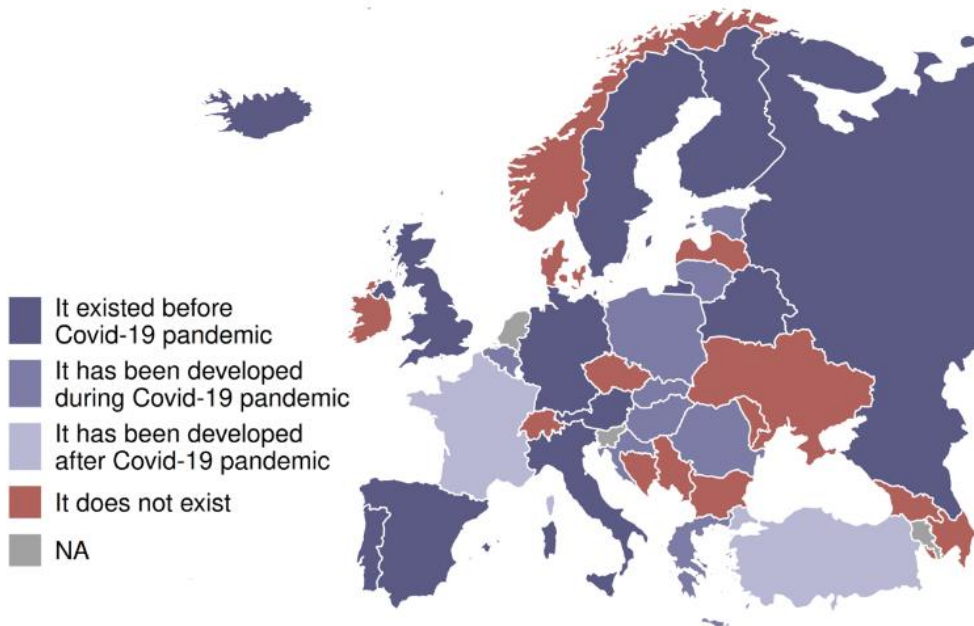 It existed before
Covid-19 pandemic
It has been developed
during Covid-19 pandemic
It has been developed
after Covid-19 pandemic
It does not exist
NA